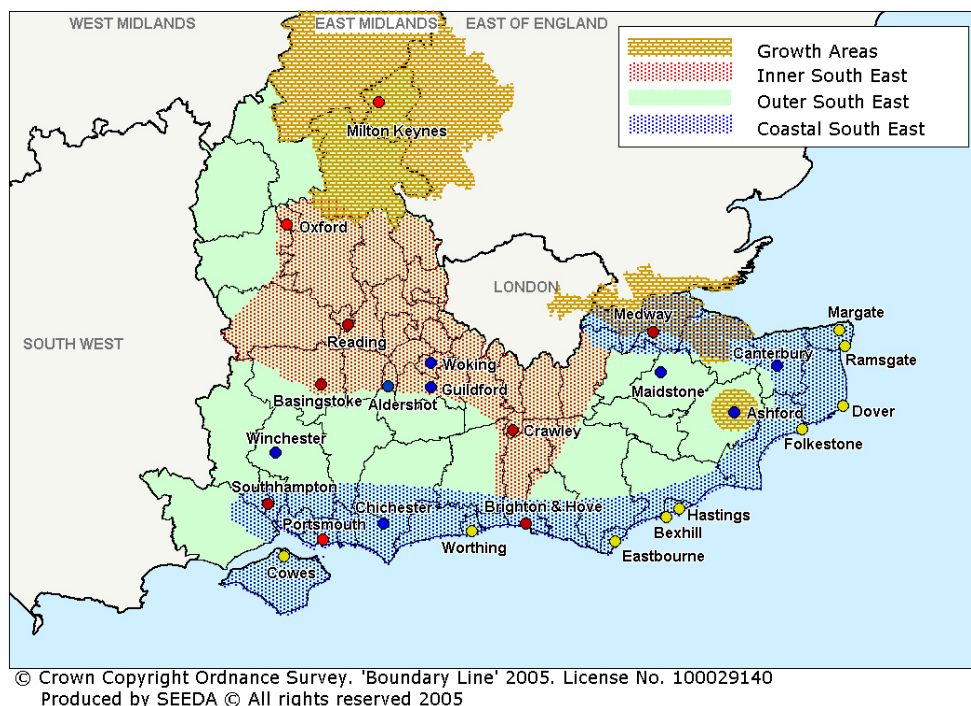 WEST MIDLANDS
EAST MIDLANDS
EAST OF ENGLAND
Growth Areas
Inner South East
Outer South East
Coastal South East
Milton Keynes
Oxford
LONDON
SOUTH WEST
Reading
Medway
Margate
Ramsgate
Woking
Canterbury
Basingstoke
Aldershot
Guildford
Maidstone
Ashford
Dover
Crawley
Folkestone
Winchester
Southhampton
Chichester
Brighton & Hove
Hastings
Portsmouth
Bexhill
Worthing
Eastbourne
Cowes
© Crown Copyright Ordnance Survey. 'Boundary Line' 2005. License No. 100029140
Produced by SEEDA © All rights reserved 2005